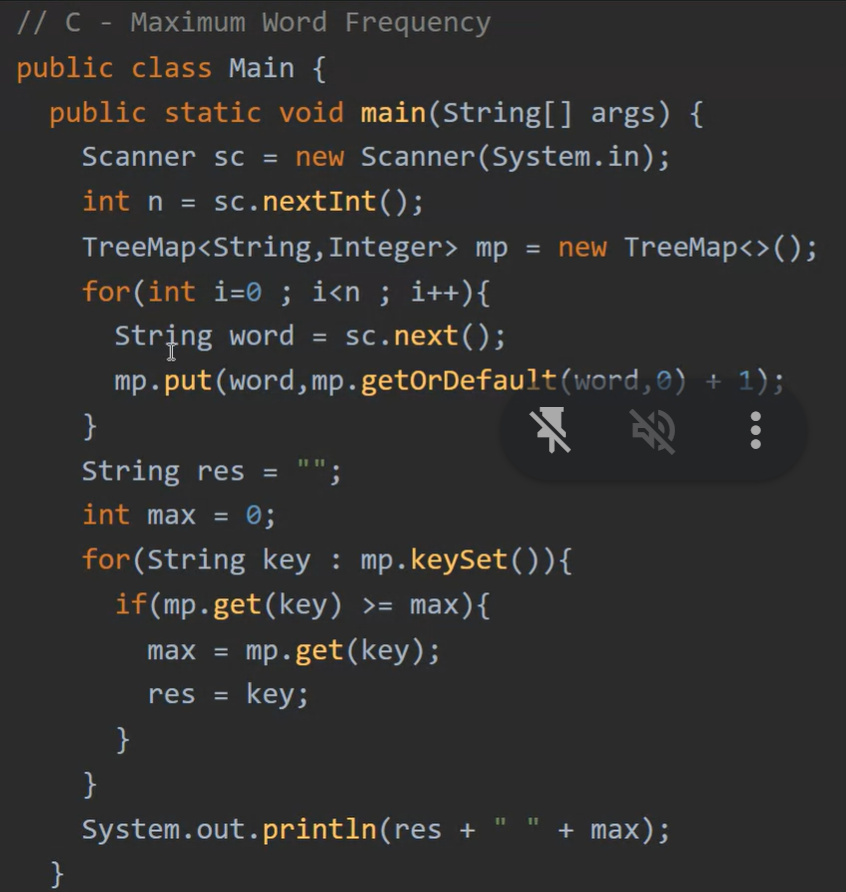 // C - Maximum Word Frequency
public class Main {
  public static void main(String[] args) {
    Scanner sc = new Scanner(System.in);
    int n = sc.nextInt();
    TreeMap<String,Integer> mp = new TreeMap<>();
    for(int i=0 ; i<n ; i++){
      String word = sc.next();
      mp.put(word,mp.getOrDefault(word,0) + 1);
    }
    String res = "";
    int max = 0;
    for(String key : mp.keySet()){
      if(mp.get(key) >= max){
        max = mp.get(key);
        res = key;
      }
    }
    System.out.println(res + " " + max);
  }